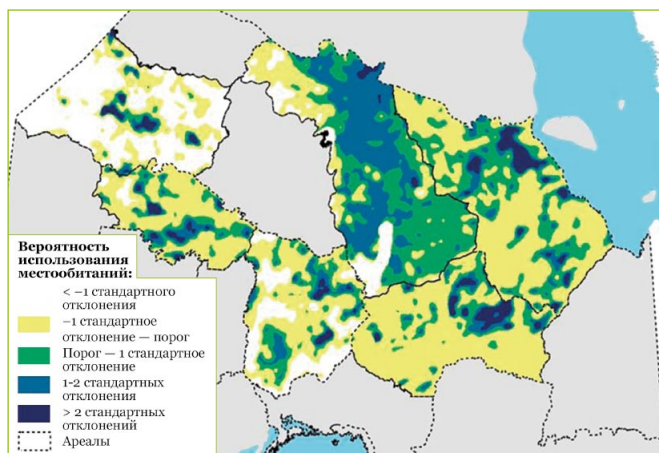 Вероятность
использования
местообитаний:
< –1 стандартного
отклонения
–1 стандартное
отклонение — порог
Порог — 1 стандартное
отклонение
1-2 стандартных
отклонения
> 2 стандартных
отклонений
Ареалы